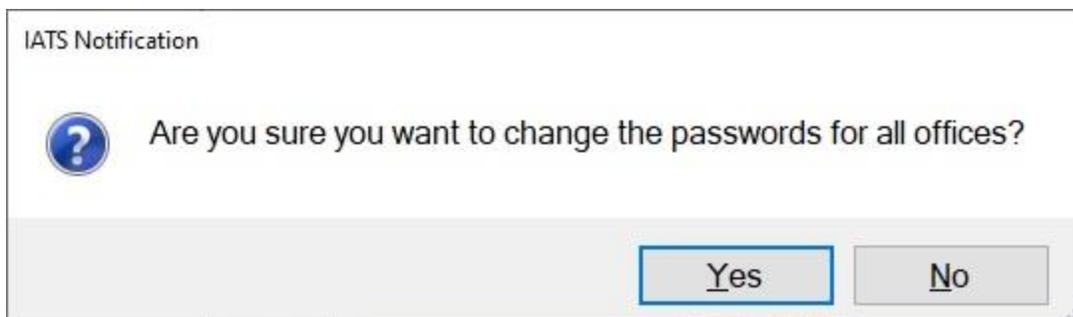 IATS Notification
Are you sure you want to change the passwords for all offices?
Yes
No